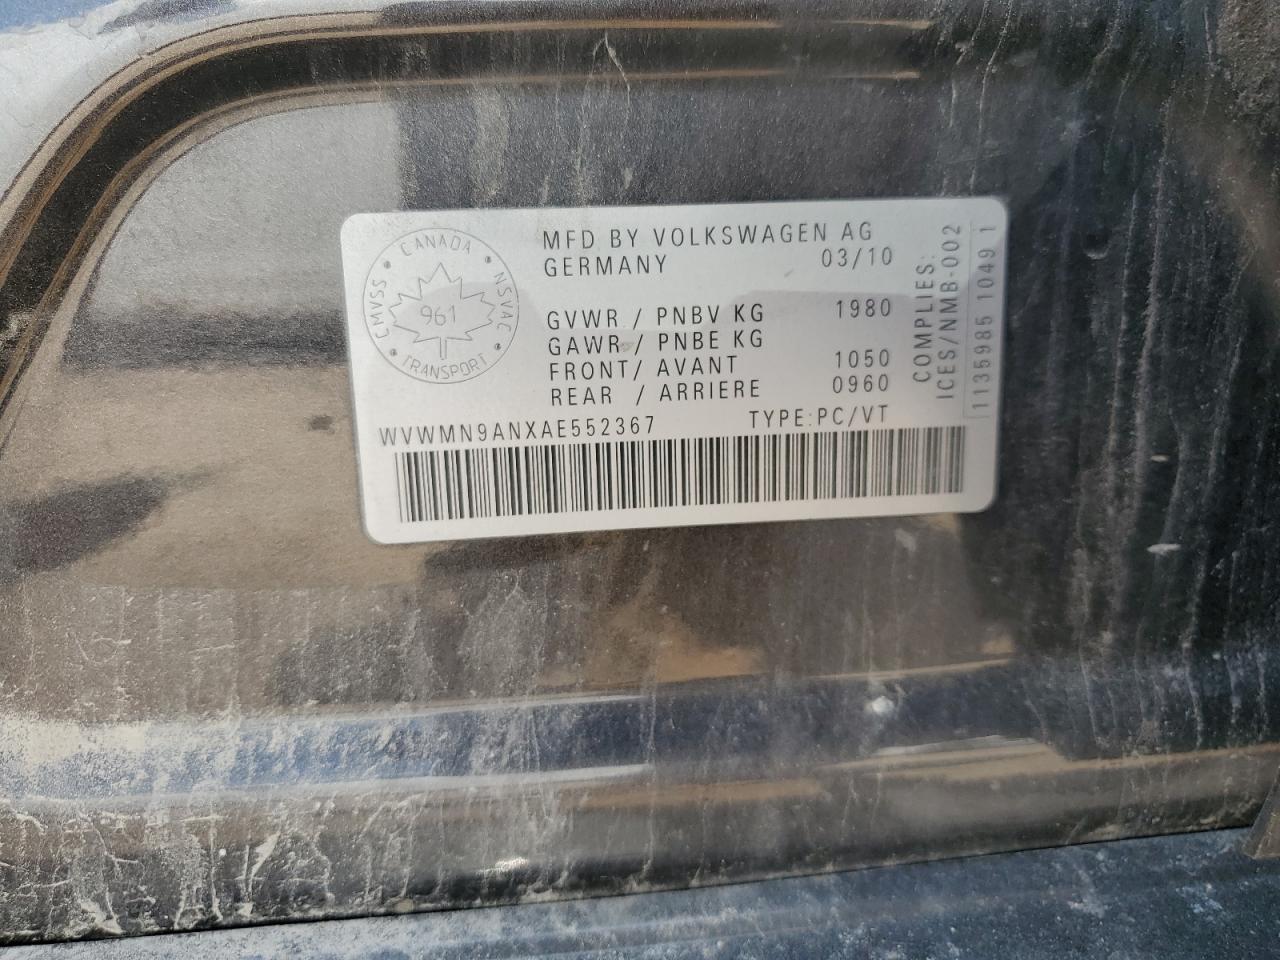 CANADA
CMVSS
NSVAC
961
TRANSPORT
MFD BY VOLKSWAGEN AG
GERMANY 03/10
GVWR / PNBV KG 1980
GAWR / PNBE KG
FRONT/ AVANT 1050
REAR / ARRIERE 0960
WVWMN9ANXAE552367 TYPE:PC/VT
COMPLIES:
ICES/NMB-002
1135985 1049 1